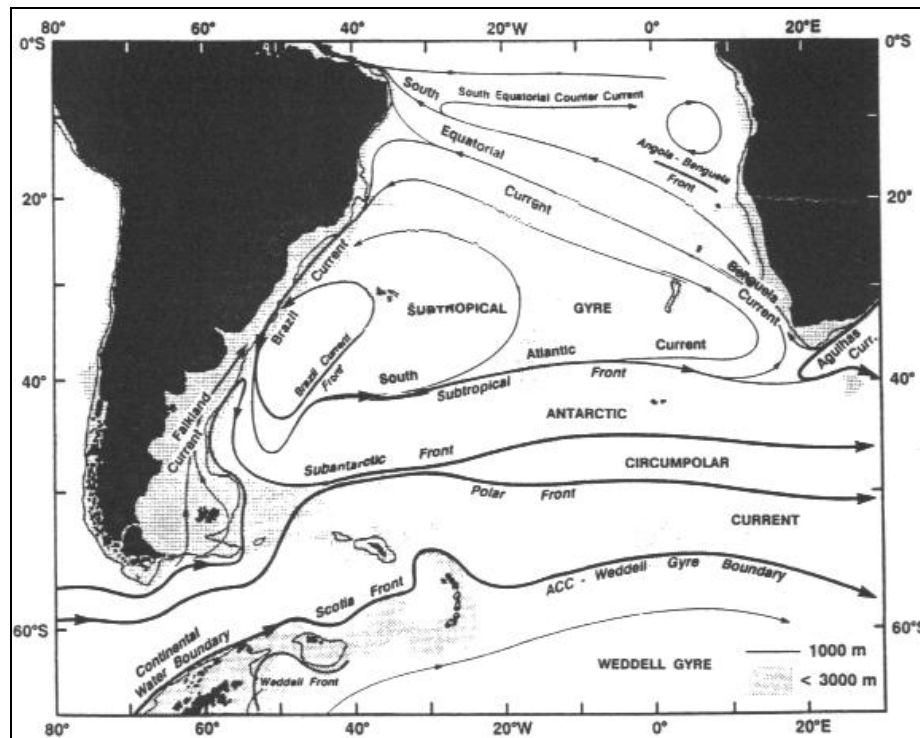 80° 60° 40° 20° 0° 20°E
0°S 0°S
South
South Equatorial Counter Current
Equatorial
Angola - Benguela
Front
20° 20°
Current
Current
Benguela
Current
Brazil
SUBTROPICAL GYRE
Brazil Current
Front
South Atlantic Current
Agulhas
Curr.
Subtropical Front
40° 40°
Falkland
Current
ANTARCTIC
Subantarctic Front
CIRCUMPOLAR
Polar Front
CURRENT
ACC - Weddell Gyre Boundary
Scotia Front
60°S 60°S
Continental
Water Boundary
Weddell Front
WEDDELL GYRE
1000 m
< 3000 m
80° 60° 40° 20°W 0° 20°E